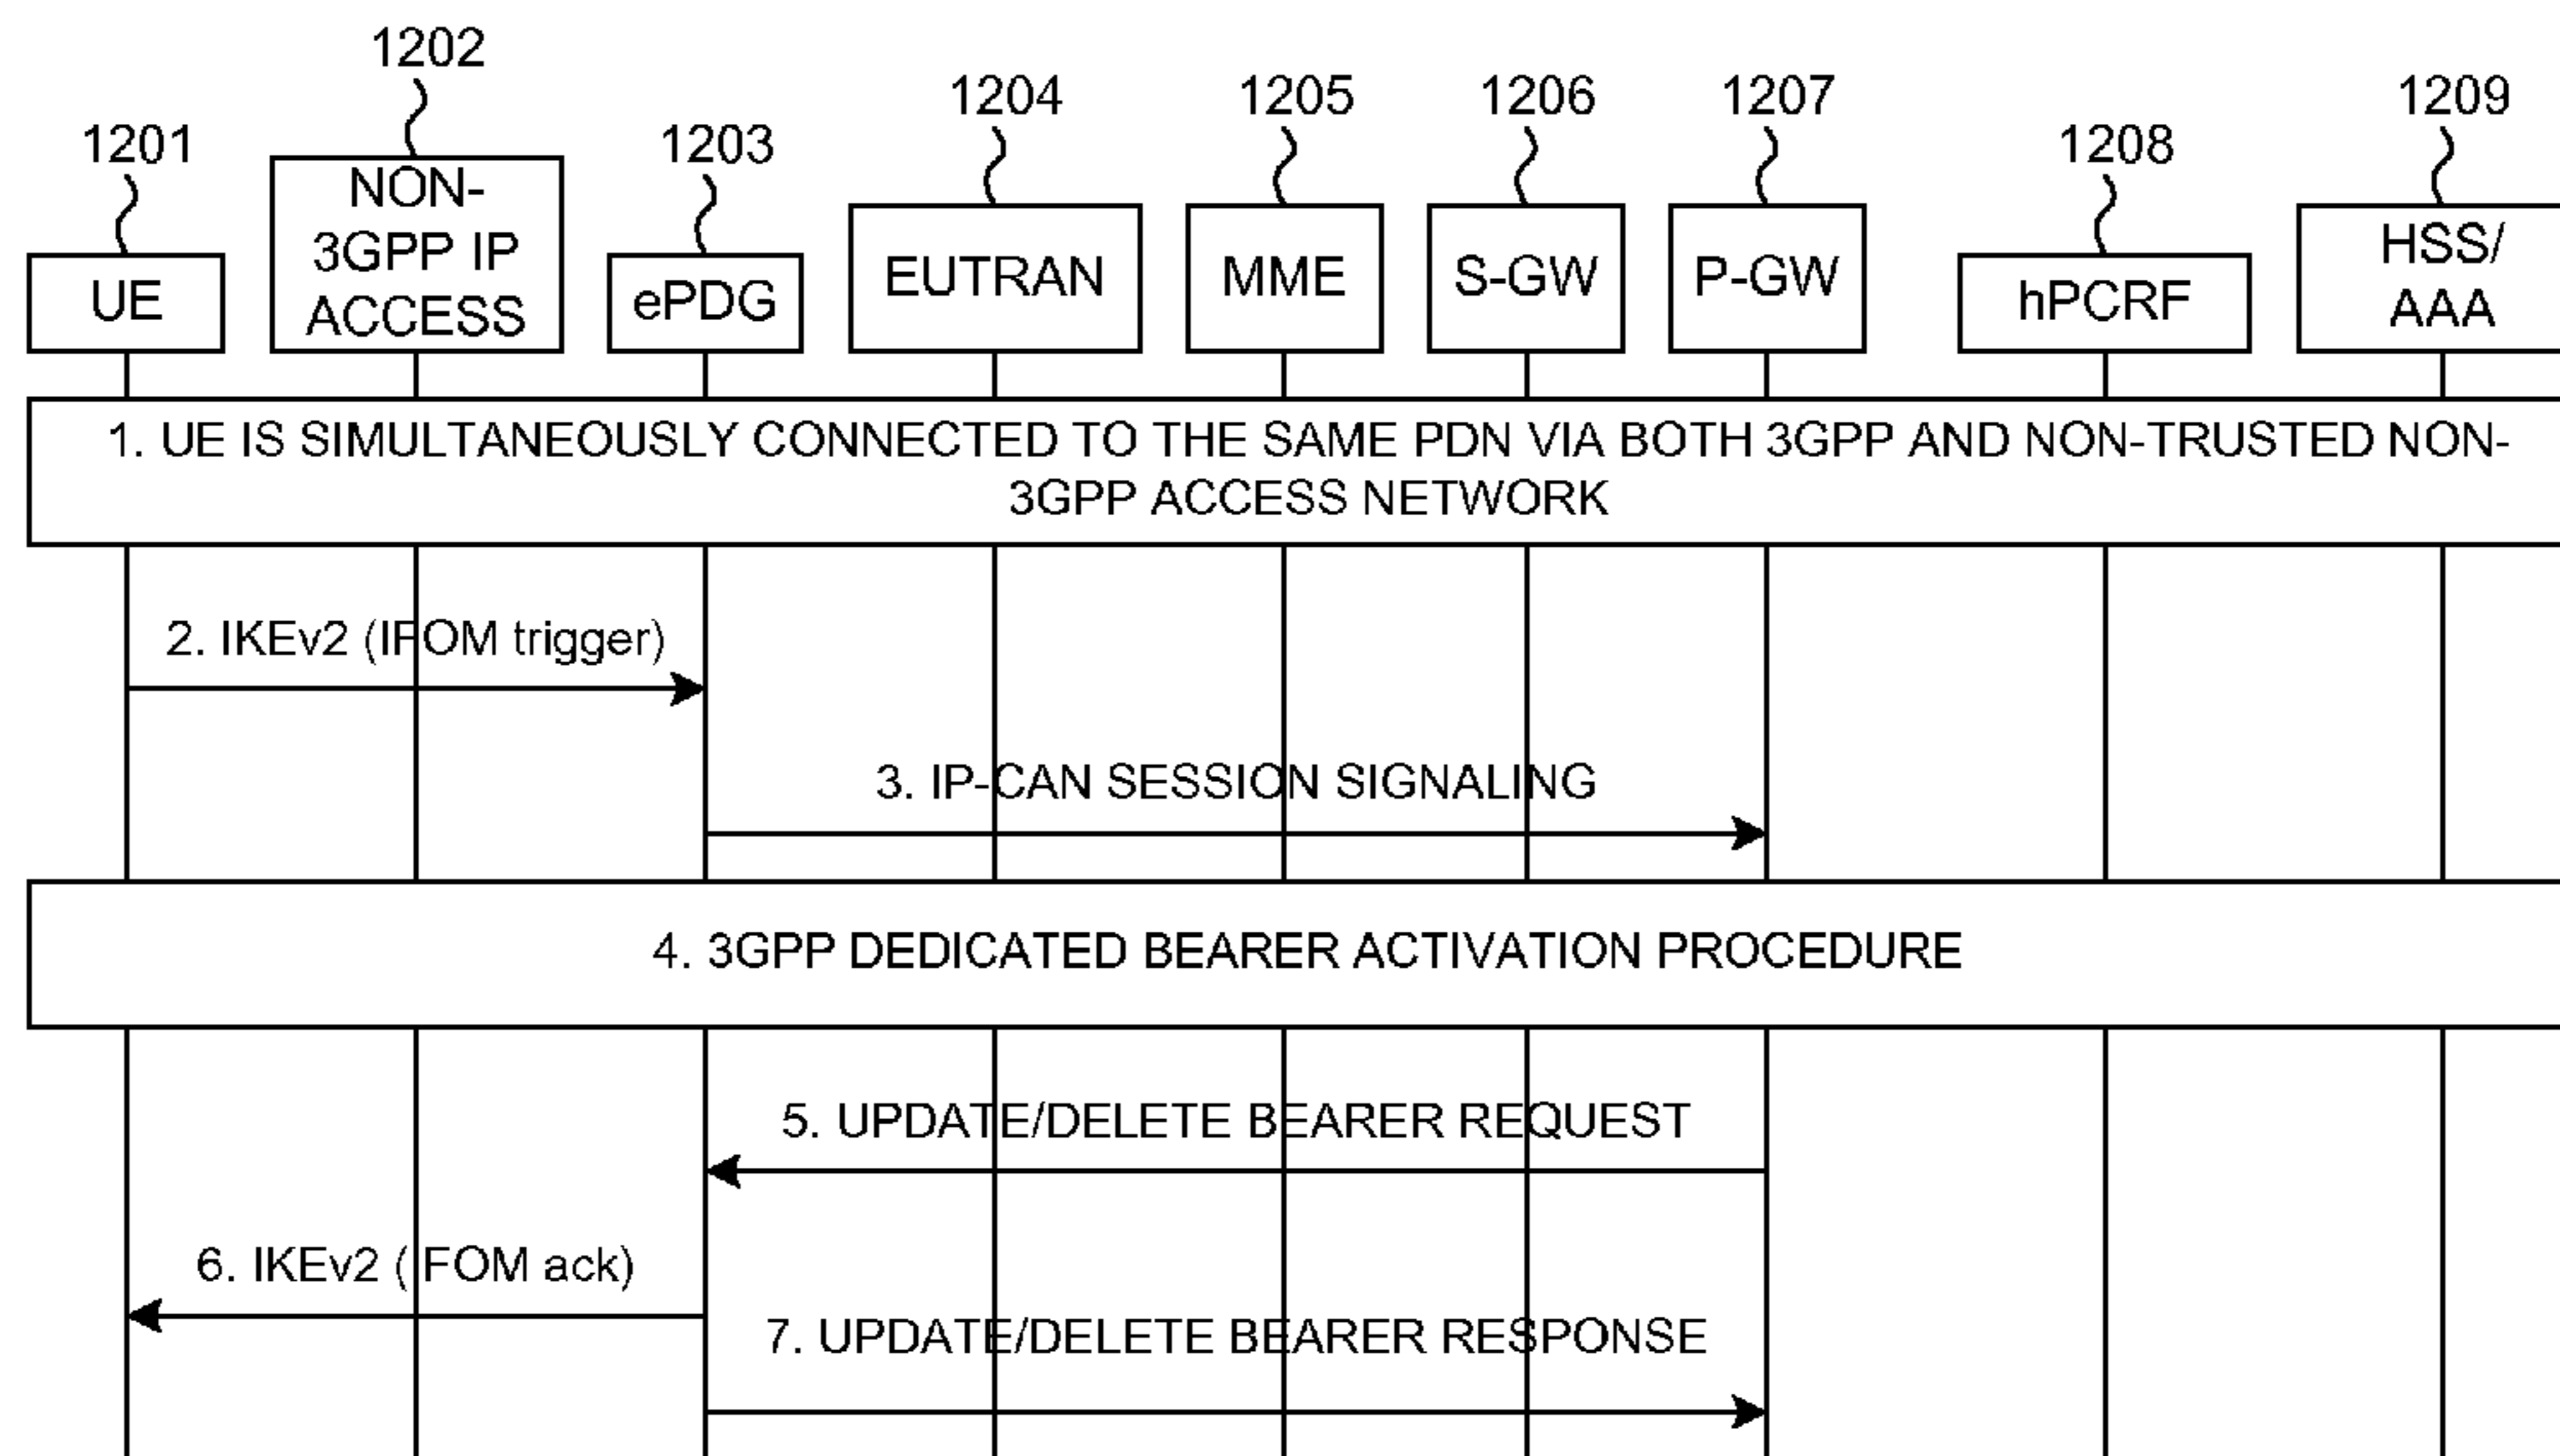 1202
1204
1205
1206
1207
1209
1201
1203
1208
NON-
3GPP IP
ACCESS
UE
ePDG
EUTRAN
MME
S-GW
P-GW
hPCRF
HSS/
AAA
1. UE IS SIMULTANEOUSLY CONNECTED TO THE SAME PDN VIA BOTH 3GPP AND NON-TRUSTED NON-
3GPP ACCESS NETWORK
2. IKEv2 (IFOM trigger)
3. IP-CAN SESSION SIGNALING
4. 3GPP DEDICATED BEARER ACTIVATION PROCEDURE
5. UPDATE/DELETE BEARER REQUEST
6. IKEv2 (IFOM ack)
7. UPDATE/DELETE BEARER RESPONSE